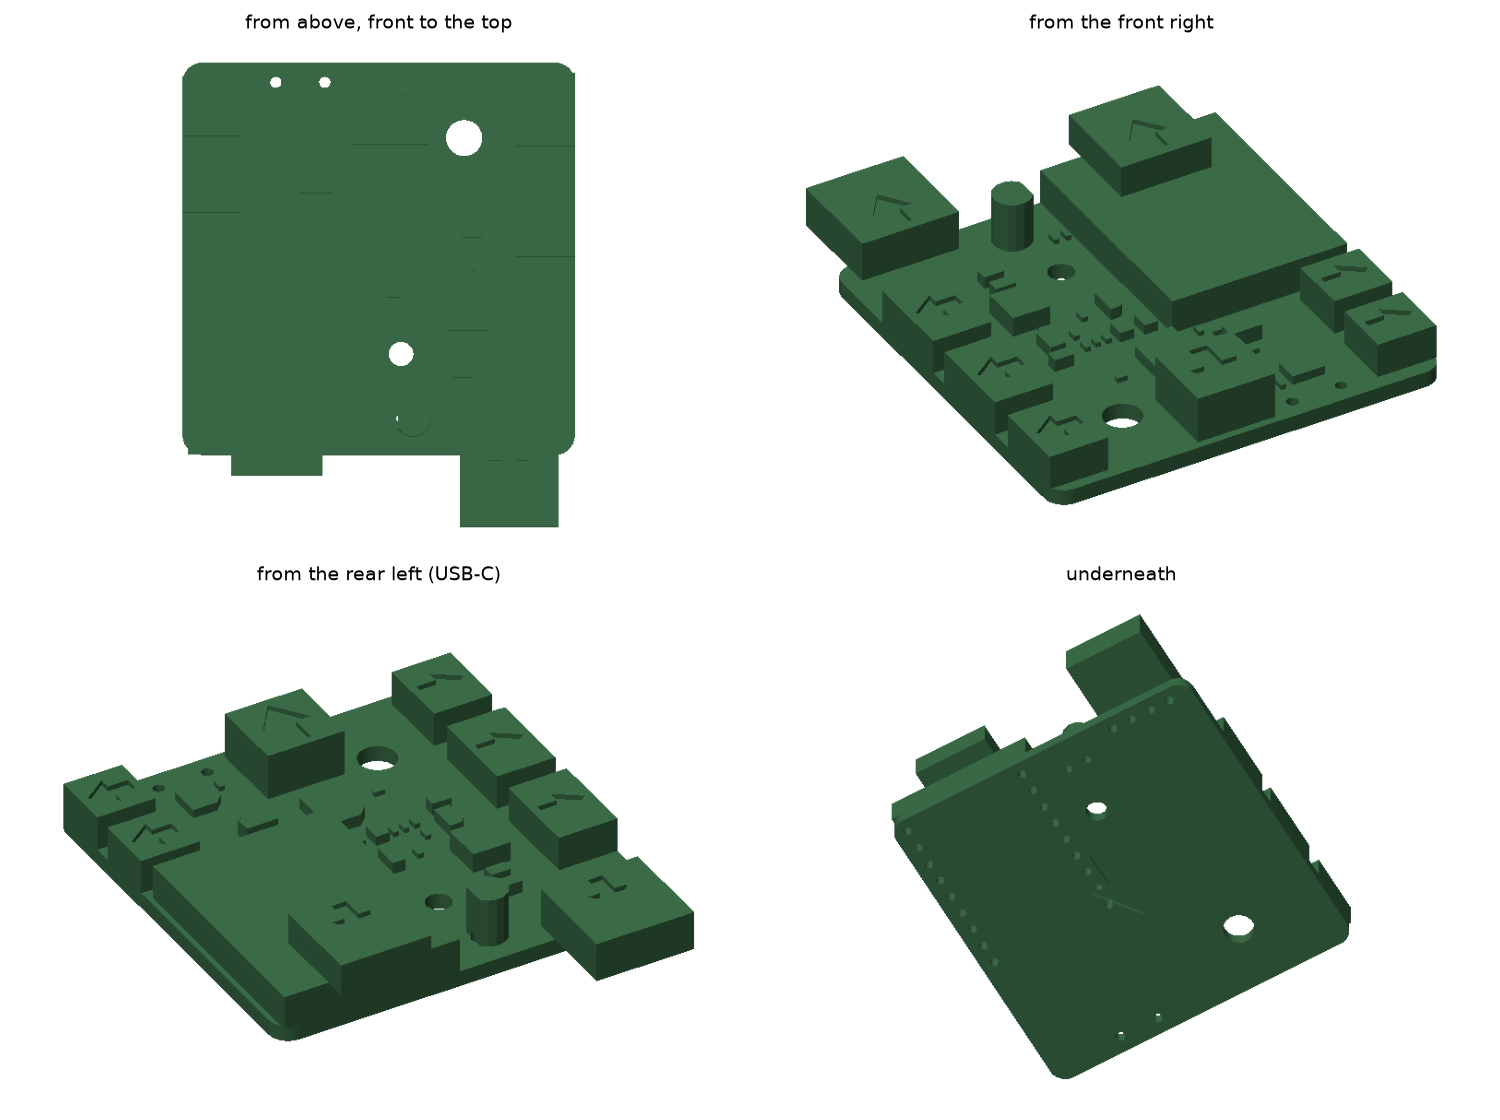 from above, front to the top
from the front right
from the rear left (USB-C)
underneath